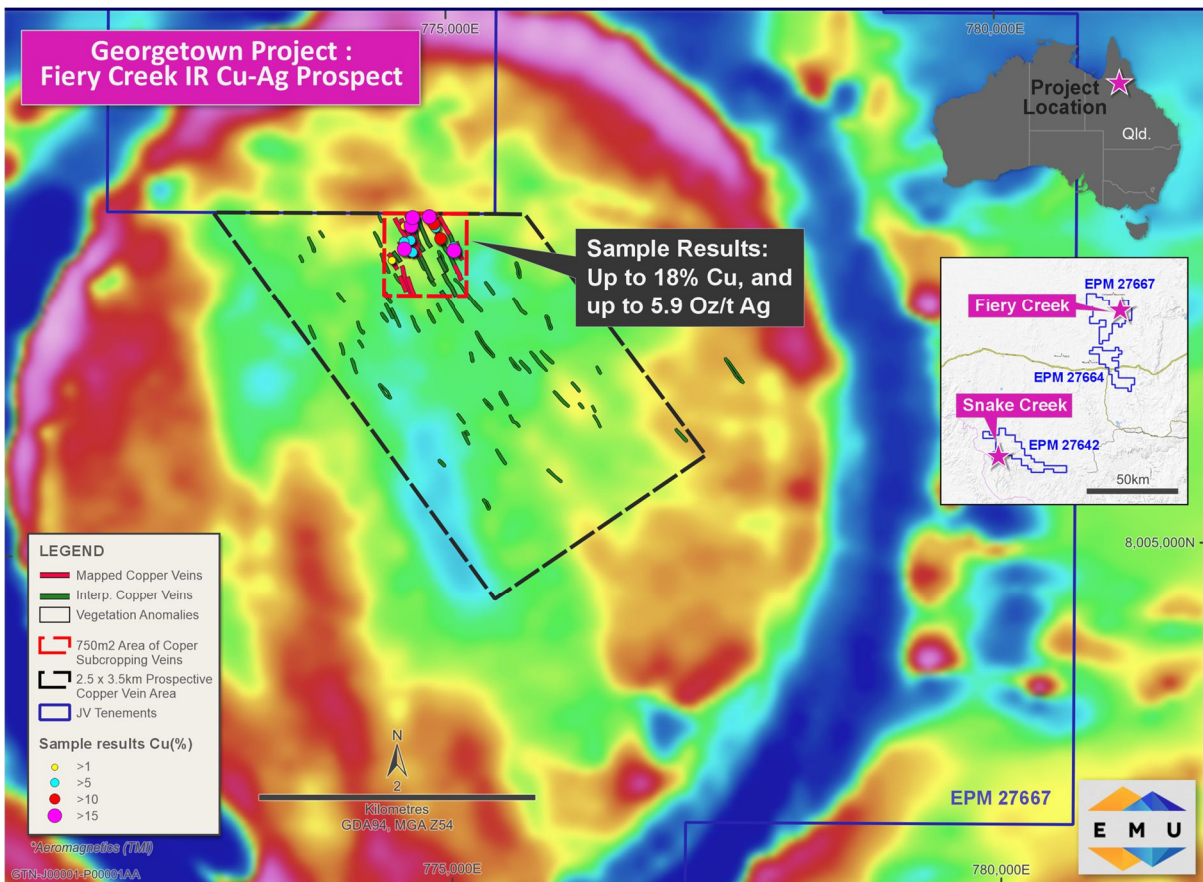 775,000E
780,000E
Georgetown Project :
Fiery Creek IR Cu-Ag Prospect
Project
Location
Qld.
Sample Results:
Up to 18% Cu, and
up to 5.9 Oz/t Ag
EPM 27667
Fiery Creek
EPM 27664
Snake Creek
EPM 27642
50km
8,005,000N
LEGEND
Mapped Copper Veins
Interp. Copper Veins
Vegetation Anomalies
750m2 Area of Coper
Subcropping Veins
2.5 x 3.5km Prospective
Copper Vein Area
JV Tenements
Sample results Cu(%)
>1
>5
>10
>15
N
2
Kilometres
GDA94, MGA Z54
EPM 27667
EMU
*Aeromagnetics (TMI)
GTN-J00001-P00001AA
775,000E
780,000E